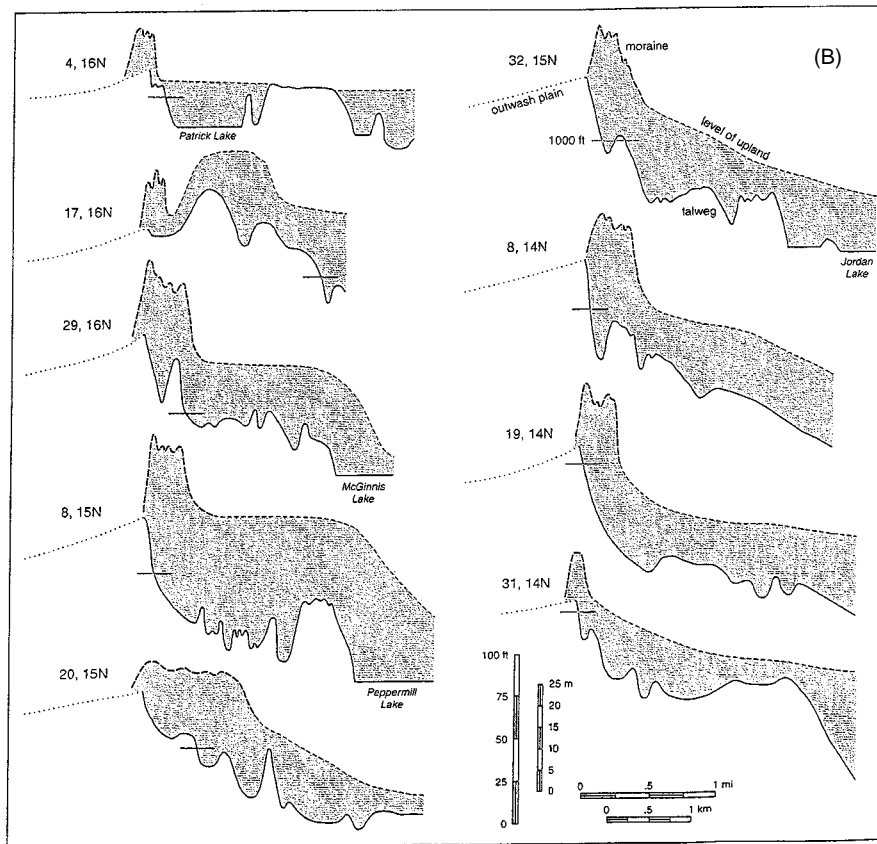 4, 16N
Patrick Lake
17, 16N
29, 16N
McGinnis
Lake
8, 15N
Peppermill
Lake
20, 15N
(B)
32, 15N
moraine
outwash plain
1000 ft
level of upland
talweg
Jordan
Lake
8, 14N
19, 14N
31, 14N
100 ft
75
50
25
0
25 m
20
15
10
5
0
0 .5 1 mi
0 .5 1 km